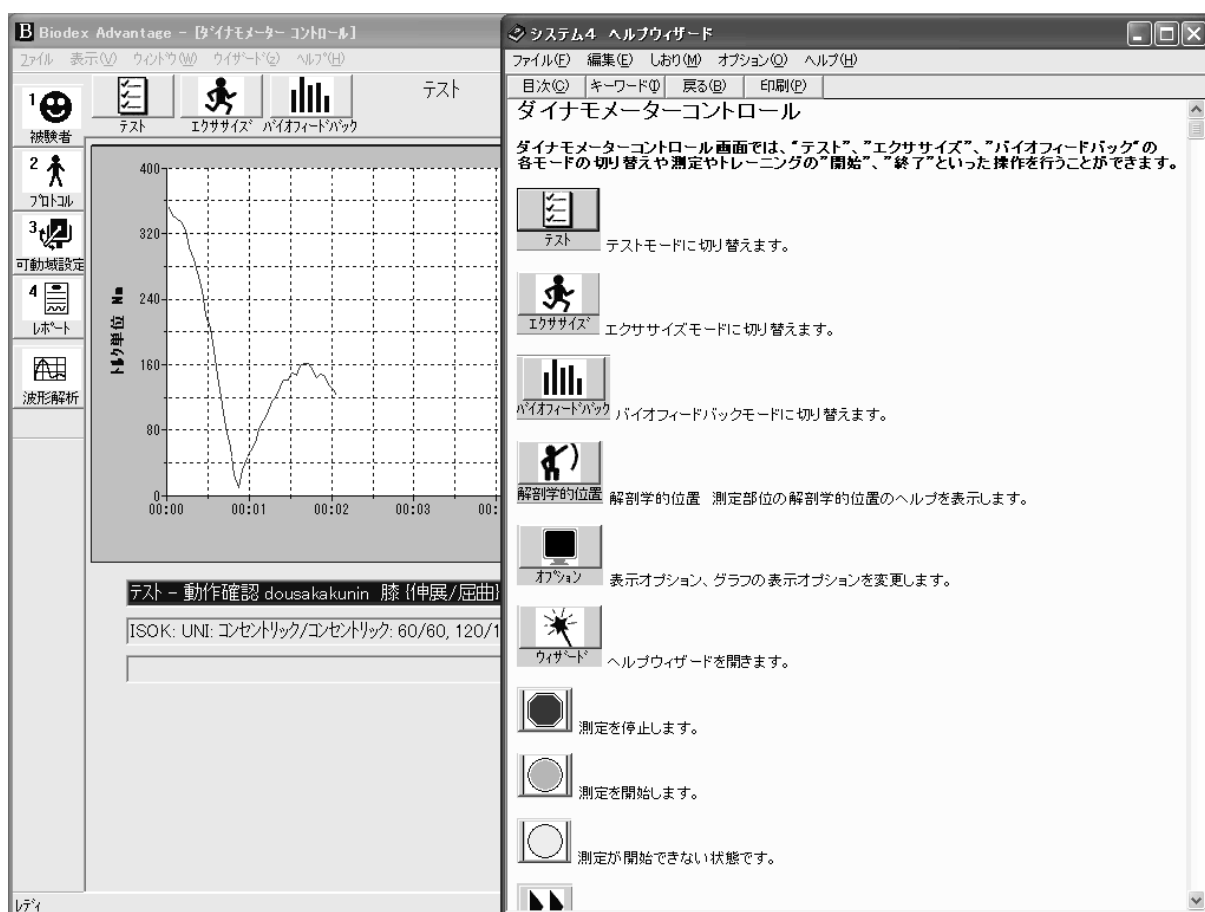 Biodex Advantage - [ダイナモメーター コントロール]
ファイル 表示(V) ウィンドウ(W) ウイザード(z) ヘルプ(H)
テスト
テスト
エクササイズ
バイオフィードバック
1
被験者
2
プロトコル
3
可動域設定
4
レポート
波形解析
トルク単位 Nm
400
320
240
160
80
0
00:00 00:01 00:02 00:03 00:
テスト - 動作確認 dousakakunin 膝 {伸展/屈曲}
ISOK: UNI: コンセントリック/コンセントリック: 60/60, 120/1
レディ
システム4 ヘルプウィザード
ファイル(F) 編集(E) しおり(M) オプション(O) ヘルプ(H)
目次(C) キーワード(I) 戻る(B) 印刷(P)
ダイナモメーターコントロール
ダイナモメーターコントロール画面では、"テスト"、"エクササイズ"、"バイオフィードバック"の
各モードの切り替えや測定やトレーニングの"開始"、"終了"といった操作を行うことができます。
テスト テストモードに切り替えます。
エクササイズ エクササイズモードに切り替えます。
バイオフィードバック バイオフィードバックモードに切り替えます。
解剖学的位置 解剖学的位置 測定部位の解剖学的位置のヘルプを表示します。
オプション 表示オプション、グラフの表示オプションを変更します。
ウィザード ヘルプウィザードを開きます。
測定を停止します。
測定を開始します。
測定が開始できない状態です。